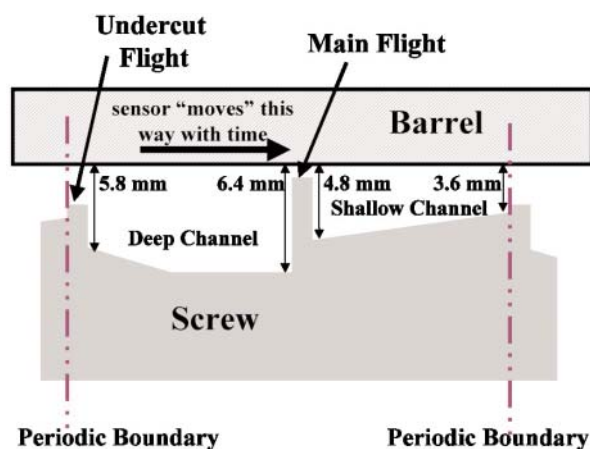 Undercut
Flight
Main Flight
sensor “moves” this
way with time
Barrel
5.8 mm
6.4 mm
4.8 mm
3.6 mm
Shallow Channel
Deep Channel
Screw
Periodic Boundary
Periodic Boundary